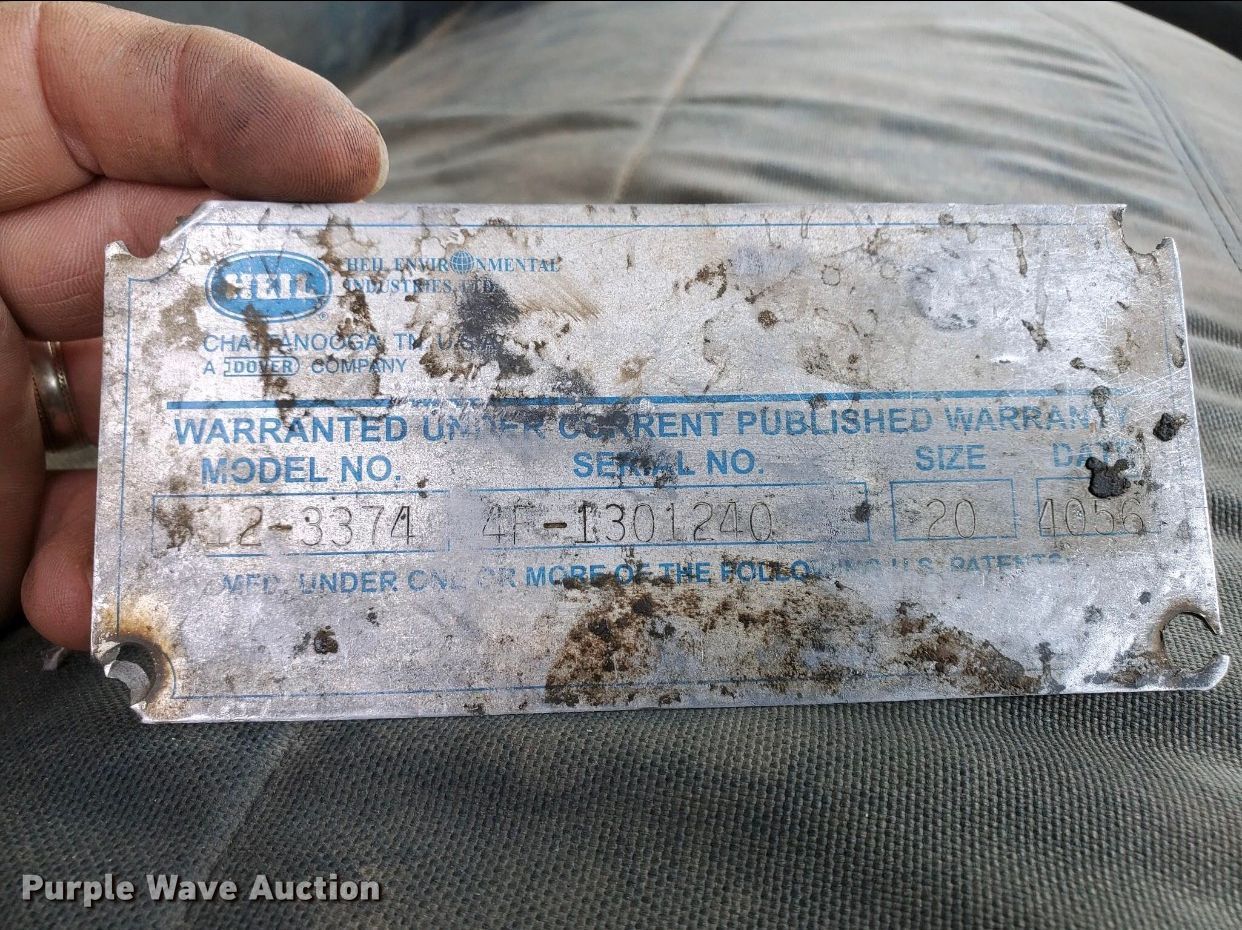 HEIL
HEIL ENVIRONMENTAL
INDUSTRIES, LTD.
CHATTANOOGA, TN U.S.A.
A DOVER COMPANY
WARRANTED UNDER CURRENT PUBLISHED WARRANTY
MODEL NO. SERIAL NO. SIZE DATE
12-3374 4F-1301240 20 4056
MFD. UNDER ONE OR MORE OF THE FOLLOWING U.S. PATENTS
Purple Wave Auction